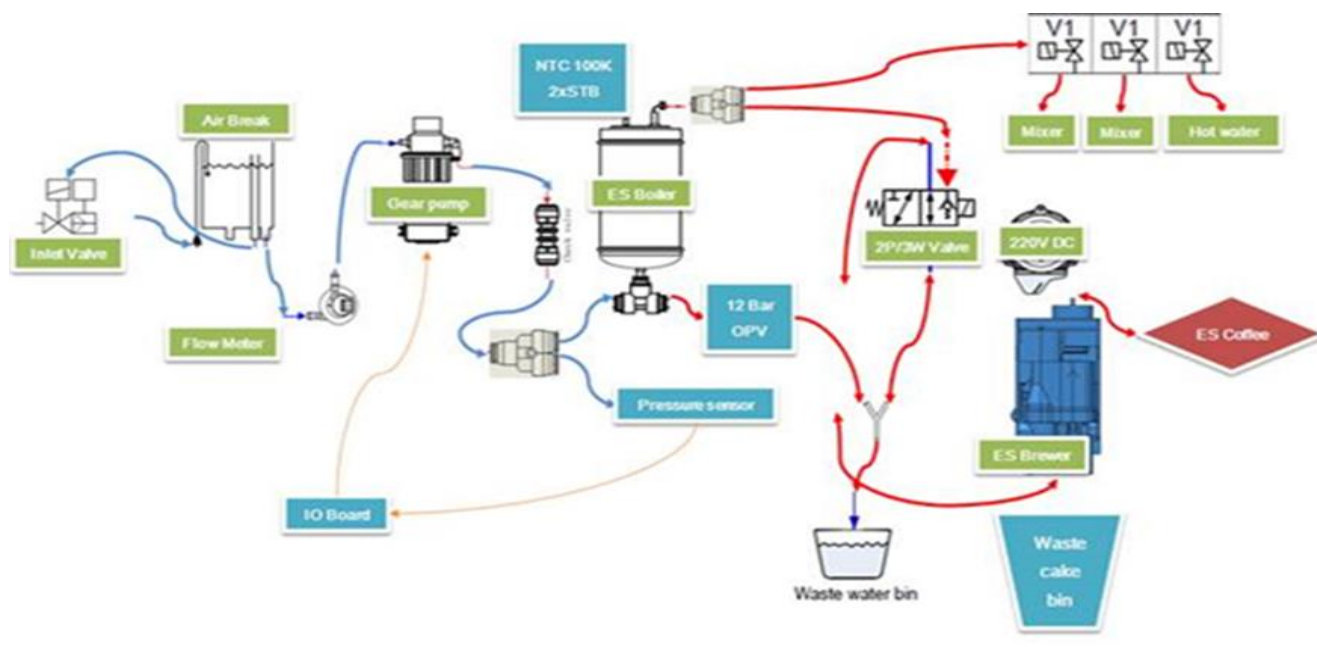 V1
V1
V1
NTC 100K
2xSTB
Air Break
Mixer
Mixer
Hot water
Gear pump
ES Boiler
Check valve
Inlet Valve
2P/3W Valve
220V DC
12 Bar
OPV
Flow Meter
ES Coffee
Pressure sensor
ES Brewer
IO Board
Waste
cake
bin
Waste water bin